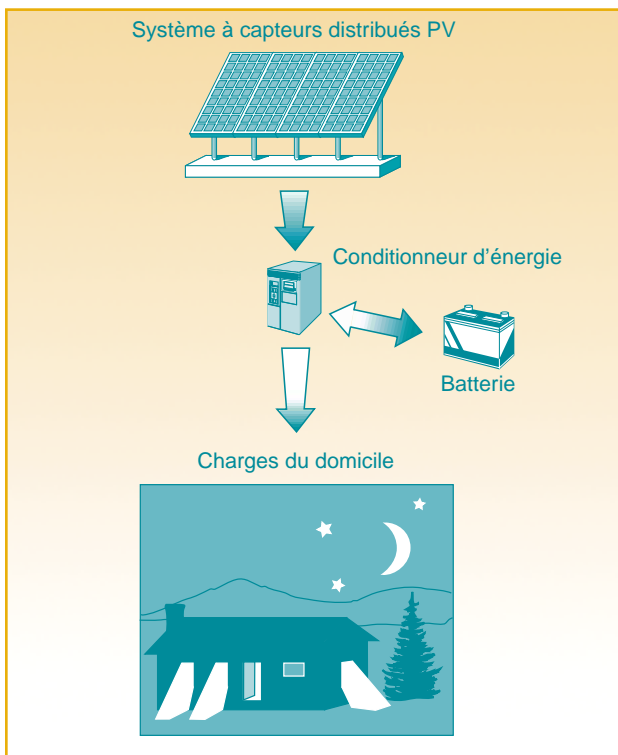 Système à capteurs distribués PV
Conditionneur d'énergie
Batterie
Charges du domicile